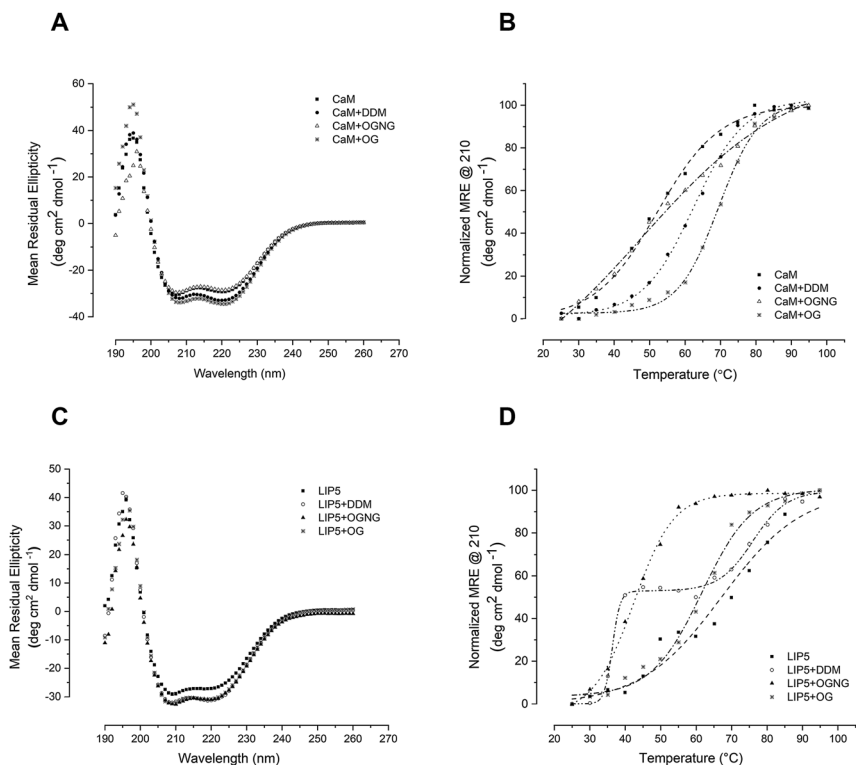 A
Mean Residual Ellipticity
(deg cm2 dmol -1)
60
40
20
0
-20
-40
CaM
CaM+DDM
CaM+OGNG
CaM+OG
190 200 210 220 230 240 250 260 270
Wavelength (nm)
B
Normalized MRE @ 210
(deg cm2 dmol -1)
100
80
60
40
20
0
CaM
CaM+DDM
CaM+OGNG
CaM+OG
20 30 40 50 60 70 80 90 100
Temperature (°C)
C
Mean Residual Ellipticity
(deg cm2 dmol -1)
50
40
30
20
10
0
-10
-20
-30
LIP5
LIP5+DDM
LIP5+OGNG
LIP5+OG
190 200 210 220 230 240 250 260 270
Wavelength (nm)
D
Normalized MRE @ 210
(deg cm2 dmol -1)
100
80
60
40
20
0
LIP5
LIP5+DDM
LIP5+OGNG
LIP5+OG
20 30 40 50 60 70 80 90 100
Temperature (°C)